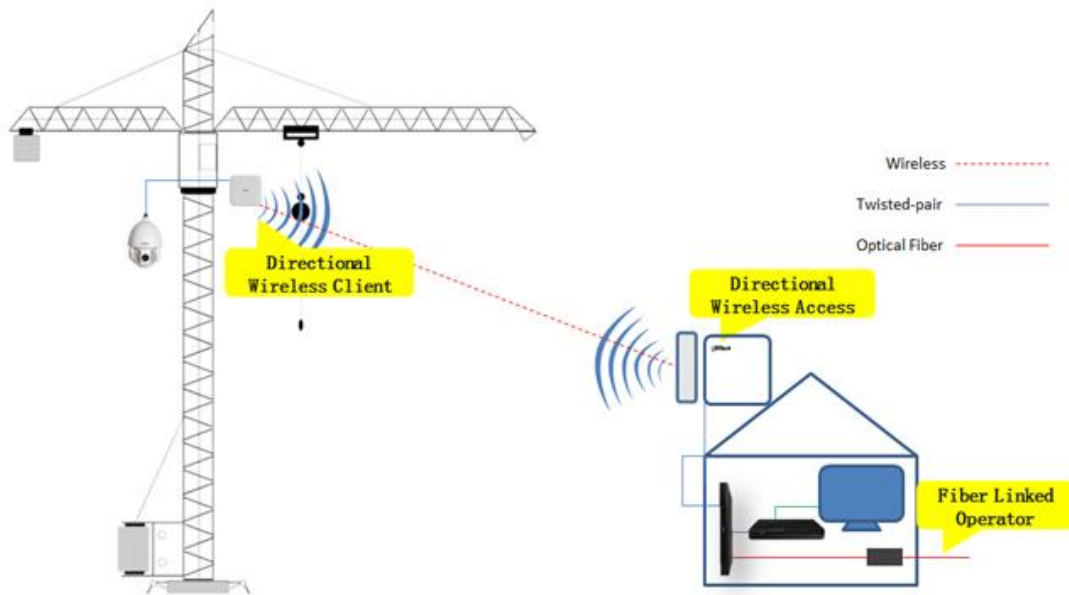 Wireless
Twisted-pair
Optical Fiber
Directional
Wireless Client
Directional
Wireless Access
Fiber Linked
Operator